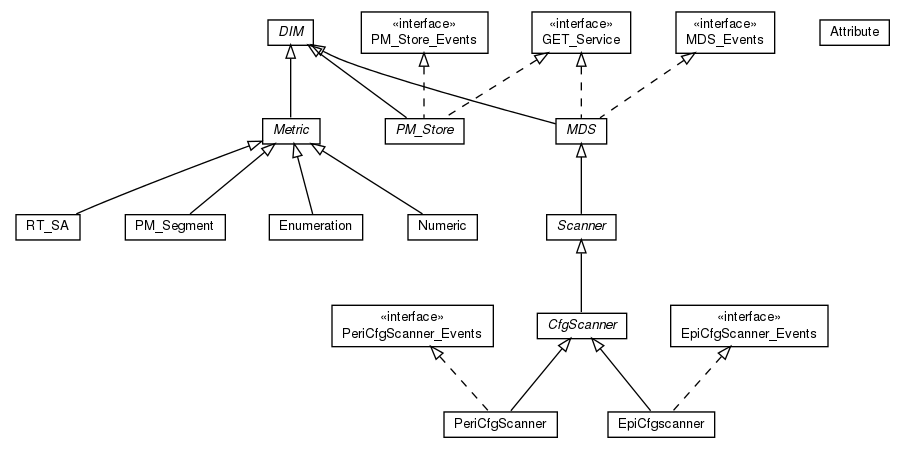 DIM
«interface»
PM_Store_Events
«interface»
GET_Service
«interface»
MDS_Events
Attribute
Metric
PM_Store
MDS
RT_SA
PM_Segment
Enumeration
Numeric
Scanner
«interface»
PeriCfgScanner_Events
CfgScanner
«interface»
EpiCfgScanner_Events
PeriCfgScanner
EpiCfgscanner